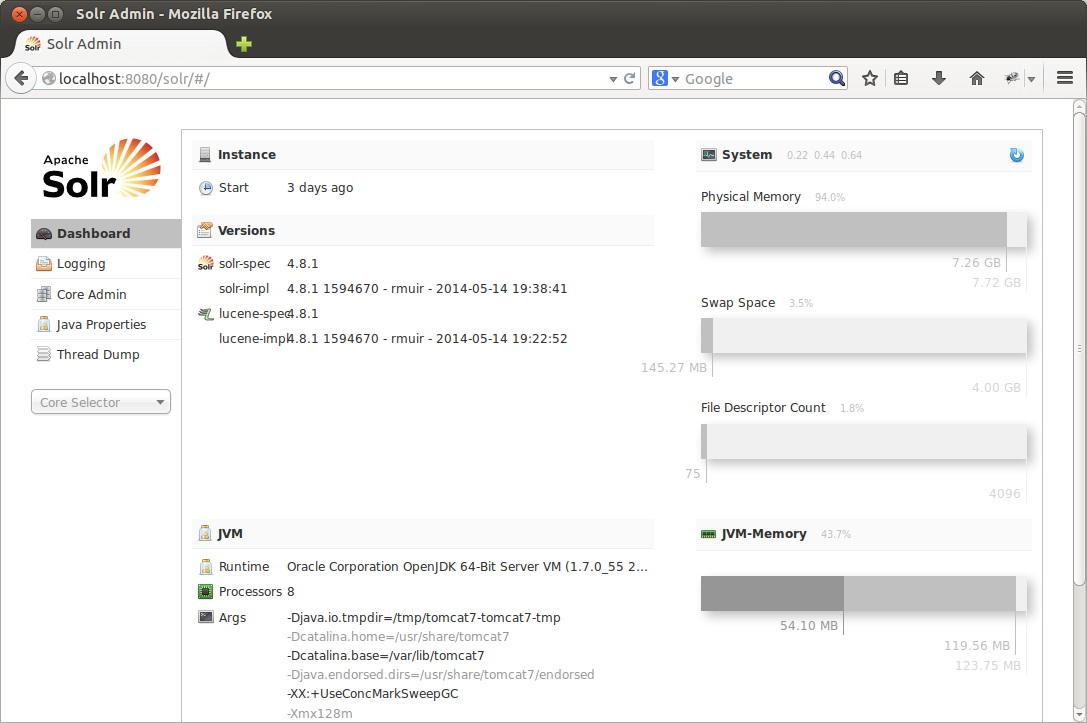 Solr Admin - Mozilla Firefox
Solr Solr Admin
localhost:8080/solr/#/
8 Google
Apache
Solr
Dashboard
Logging
Core Admin
Java Properties
Thread Dump
Core Selector
Instance
Start 3 days ago
Versions
Solr solr-spec 4.8.1
solr-impl 4.8.1 1594670 - rmuir - 2014-05-14 19:38:41
lucene-spec 4.8.1
lucene-impl 4.8.1 1594670 - rmuir - 2014-05-14 19:22:52
System 0.22 0.44 0.64
Physical Memory 94.0%
7.26 GB
7.72 GB
Swap Space 3.5%
145.27 MB
4.00 GB
File Descriptor Count 1.8%
75
4096
JVM
Runtime Oracle Corporation OpenJDK 64-Bit Server VM (1.7.0_55 2...
Processors 8
Args -Djava.io.tmpdir=/tmp/tomcat7-tomcat7-tmp
-Dcatalina.home=/usr/share/tomcat7
-Dcatalina.base=/var/lib/tomcat7
-Djava.endorsed.dirs=/usr/share/tomcat7/endorsed
-XX:+UseConcMarkSweepGC
-Xmx128m
JVM-Memory 43.7%
54.10 MB
119.56 MB
123.75 MB